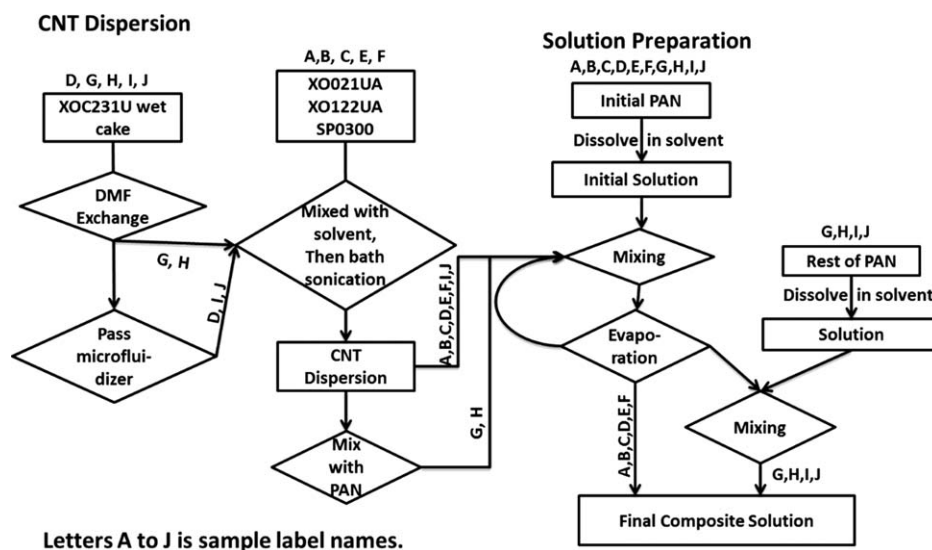 CNT Dispersion
D, G, H, I, J
XOC231U wet
cake
DMF
Exchange
G, H
Pass
microflui-
dizer
D, I, J
A,B, C, E, F
XO021UA
XO122UA
SP0300
Mixed with
solvent,
Then bath
sonication
CNT
Dispersion
A,B,C,D,E,F,I,J
Mix
with
PAN
G, H
Solution Preparation
A,B,C,D,E,F,G,H,I,J
Initial PAN
Dissolve in solvent
Initial Solution
Mixing
Evapo-
ration
A,B,C,D,E,F
G,H,I,J
Rest of PAN
Dissolve in solvent
Solution
Mixing
G,H,I,J
Final Composite Solution
Letters A to J is sample label names.